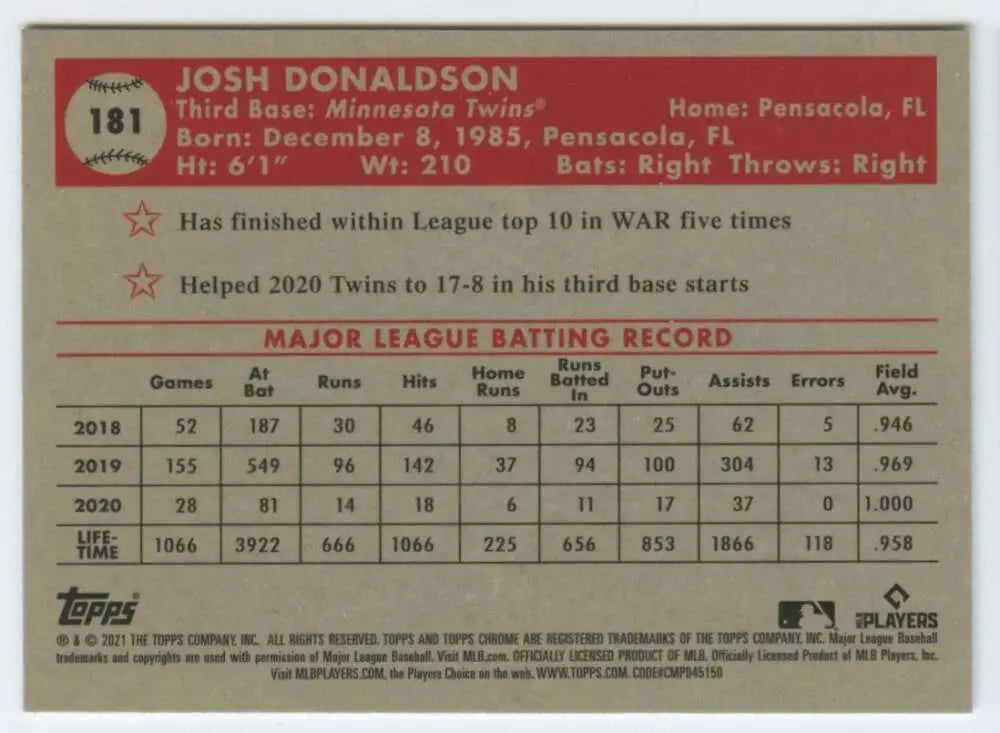 181
JOSH DONALDSON
Third Base: Minnesota Twins® Home: Pensacola, FL
Born: December 8, 1985, Pensacola, FL
Ht: 6'1" Wt: 210 Bats: Right Throws: Right
Has finished within League top 10 in WAR five times
Helped 2020 Twins to 17-8 in his third base starts
MAJOR LEAGUE BATTING RECORD
Games At Bat Runs Hits Home Runs Runs Batted In Put-Outs Assists Errors Field Avg.
2018 52 187 30 46 8 23 25 62 5 .946
2019 155 549 96 142 37 94 100 304 13 .969
2020 28 81 14 18 6 11 17 37 0 1.000
LIFE-TIME 1066 3922 666 1066 225 656 853 1866 118 .958
Topps® MLB PLAYERS
® & © 2021 THE TOPPS COMPANY, INC. ALL RIGHTS RESERVED. TOPPS AND TOPPS CHROME ARE REGISTERED TRADEMARKS OF THE TOPPS COMPANY, INC. Major League Baseball
trademarks and copyrights are used with permission of Major League Baseball. Visit MLB.com. OFFICIALLY LICENSED PRODUCT OF MLB. Officially Licensed Product of MLB Players, Inc.
Visit MLBPLAYERS.COM, the Players Choice on the web. WWW.TOPPS.COM. CODE#CMP045150